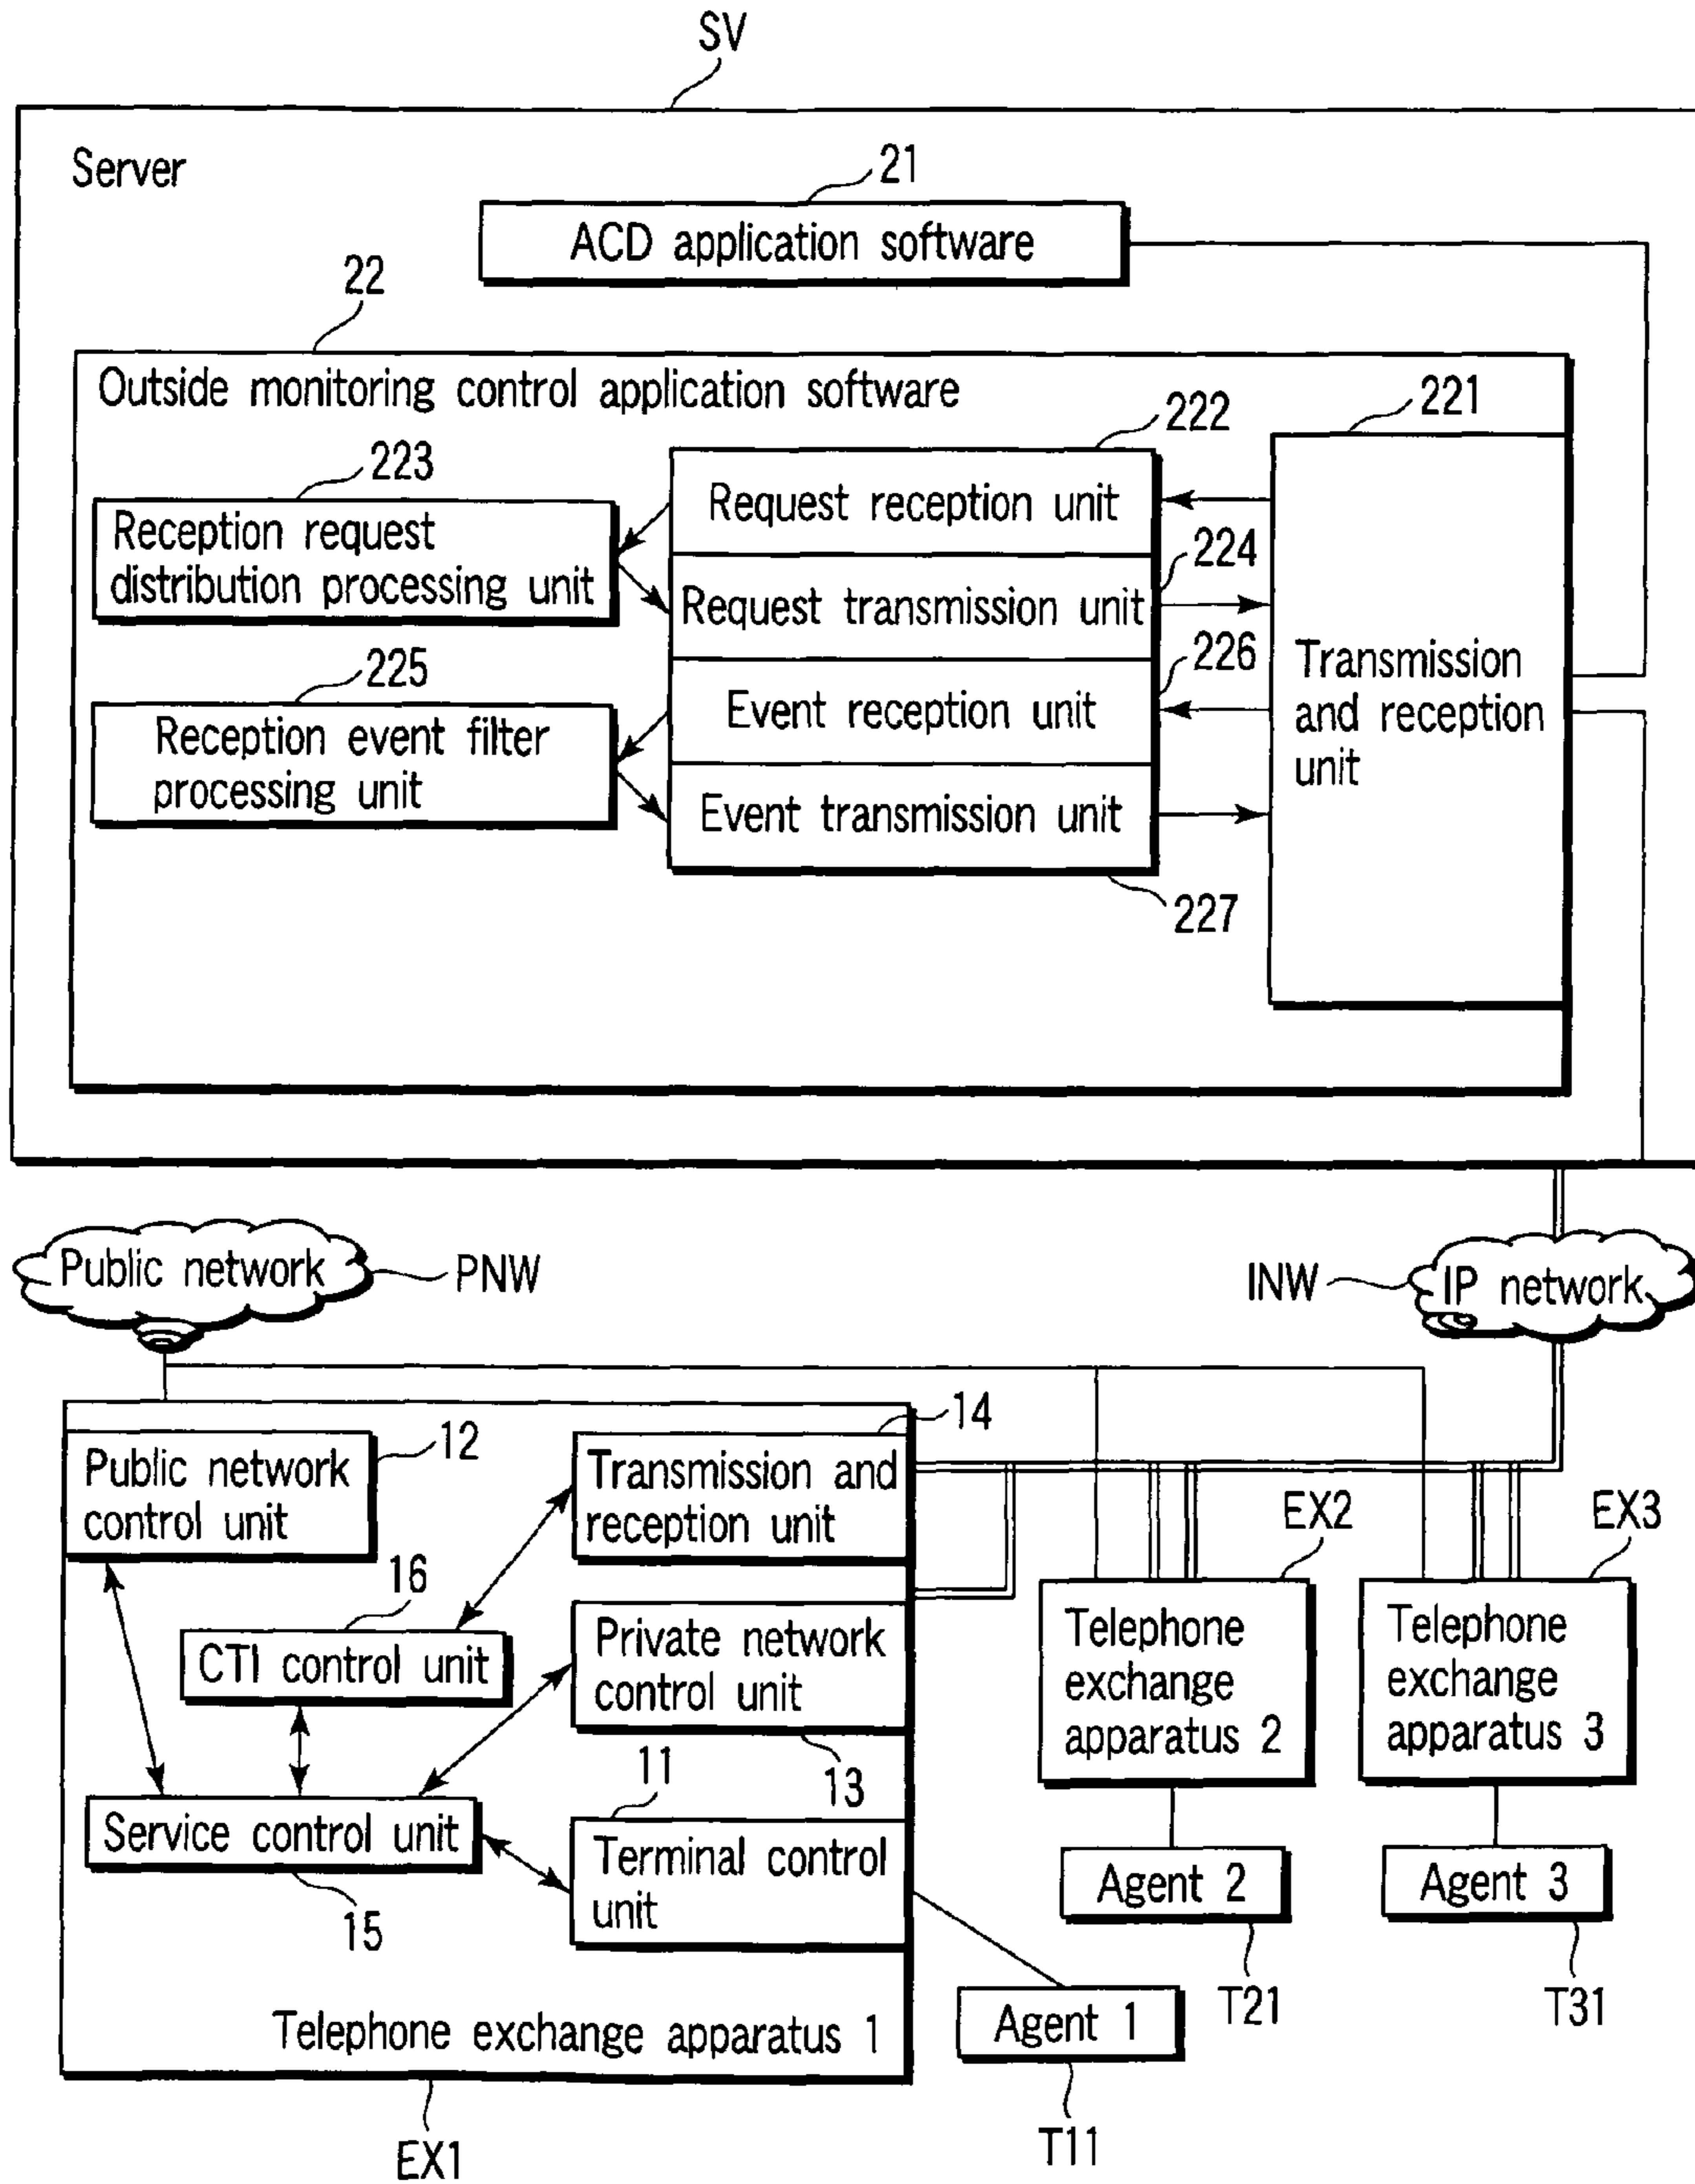 SV
Server
21
ACD application software
22
Outside monitoring control application software
222
221
223
Request reception unit
Reception request
distribution processing unit
224
Request transmission unit
226
225
Event reception unit
Transmission
and reception
unit
Reception event filter
processing unit
Event transmission unit
227
Public network
PNW
INW
IP network
12
14
Public network
control unit
Transmission and
reception unit
EX2
EX3
16
CTI control unit
Private network
control unit
Telephone
exchange
apparatus 2
Telephone
exchange
apparatus 3
11
13
Service control unit
Terminal control
unit
15
Agent 2
Agent 3
T21
T31
Agent 1
Telephone exchange apparatus 1
T11
EX1